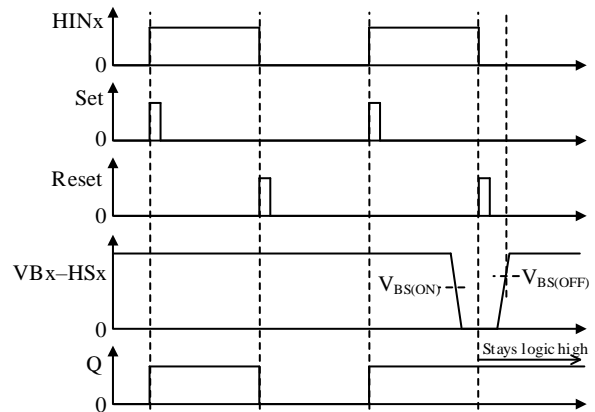 HINx
0
Set
0
Reset
0
VBx–HSx
VBS(ON)
VBS(OFF)
0
Stays logic high
Q
0